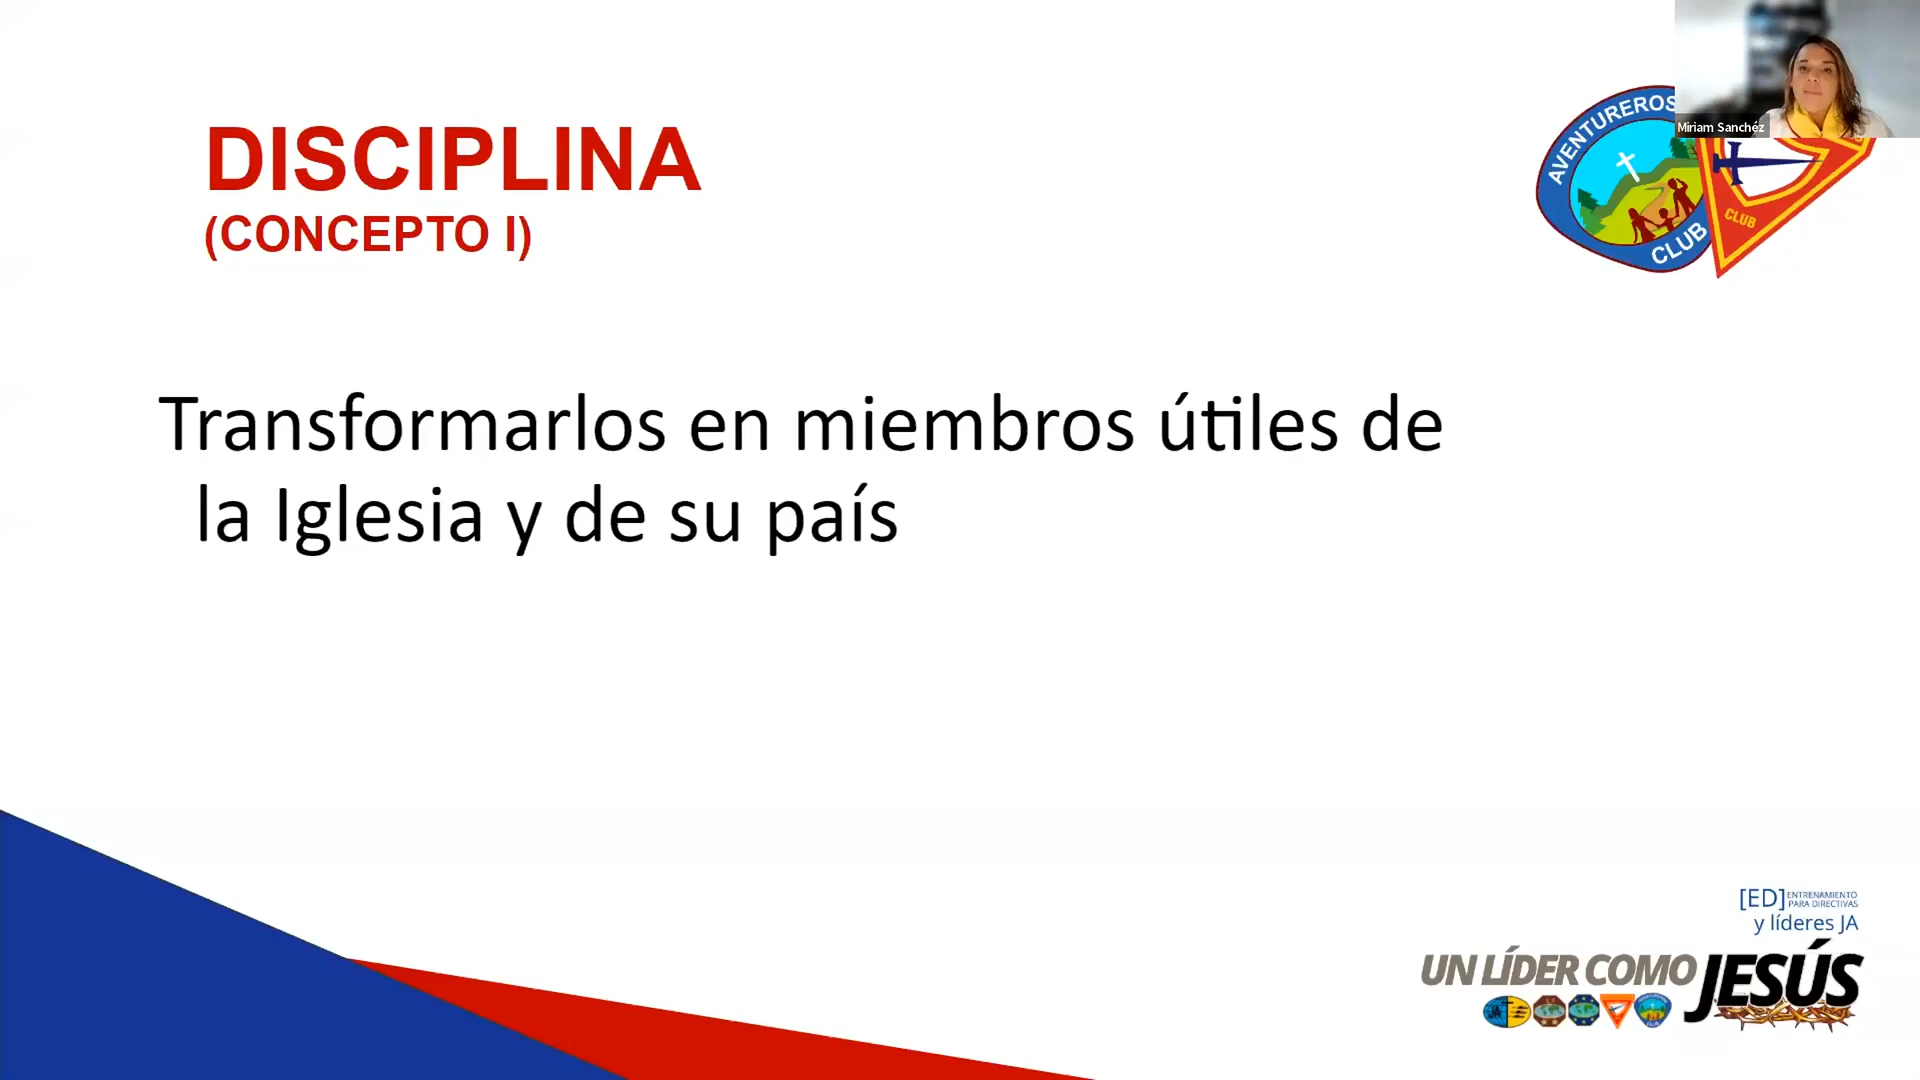 DISCIPLINA
(CONCEPTO I)
AVENTUREROS
CLUB
CLUB
Miriam Sanchéz
Transformarlos en miembros útiles de
la Iglesia y de su país
[ED] ENTRENAMIENTO
PARA DIRECTIVAS
y líderes JA
UN LÍDER COMO JESÚS